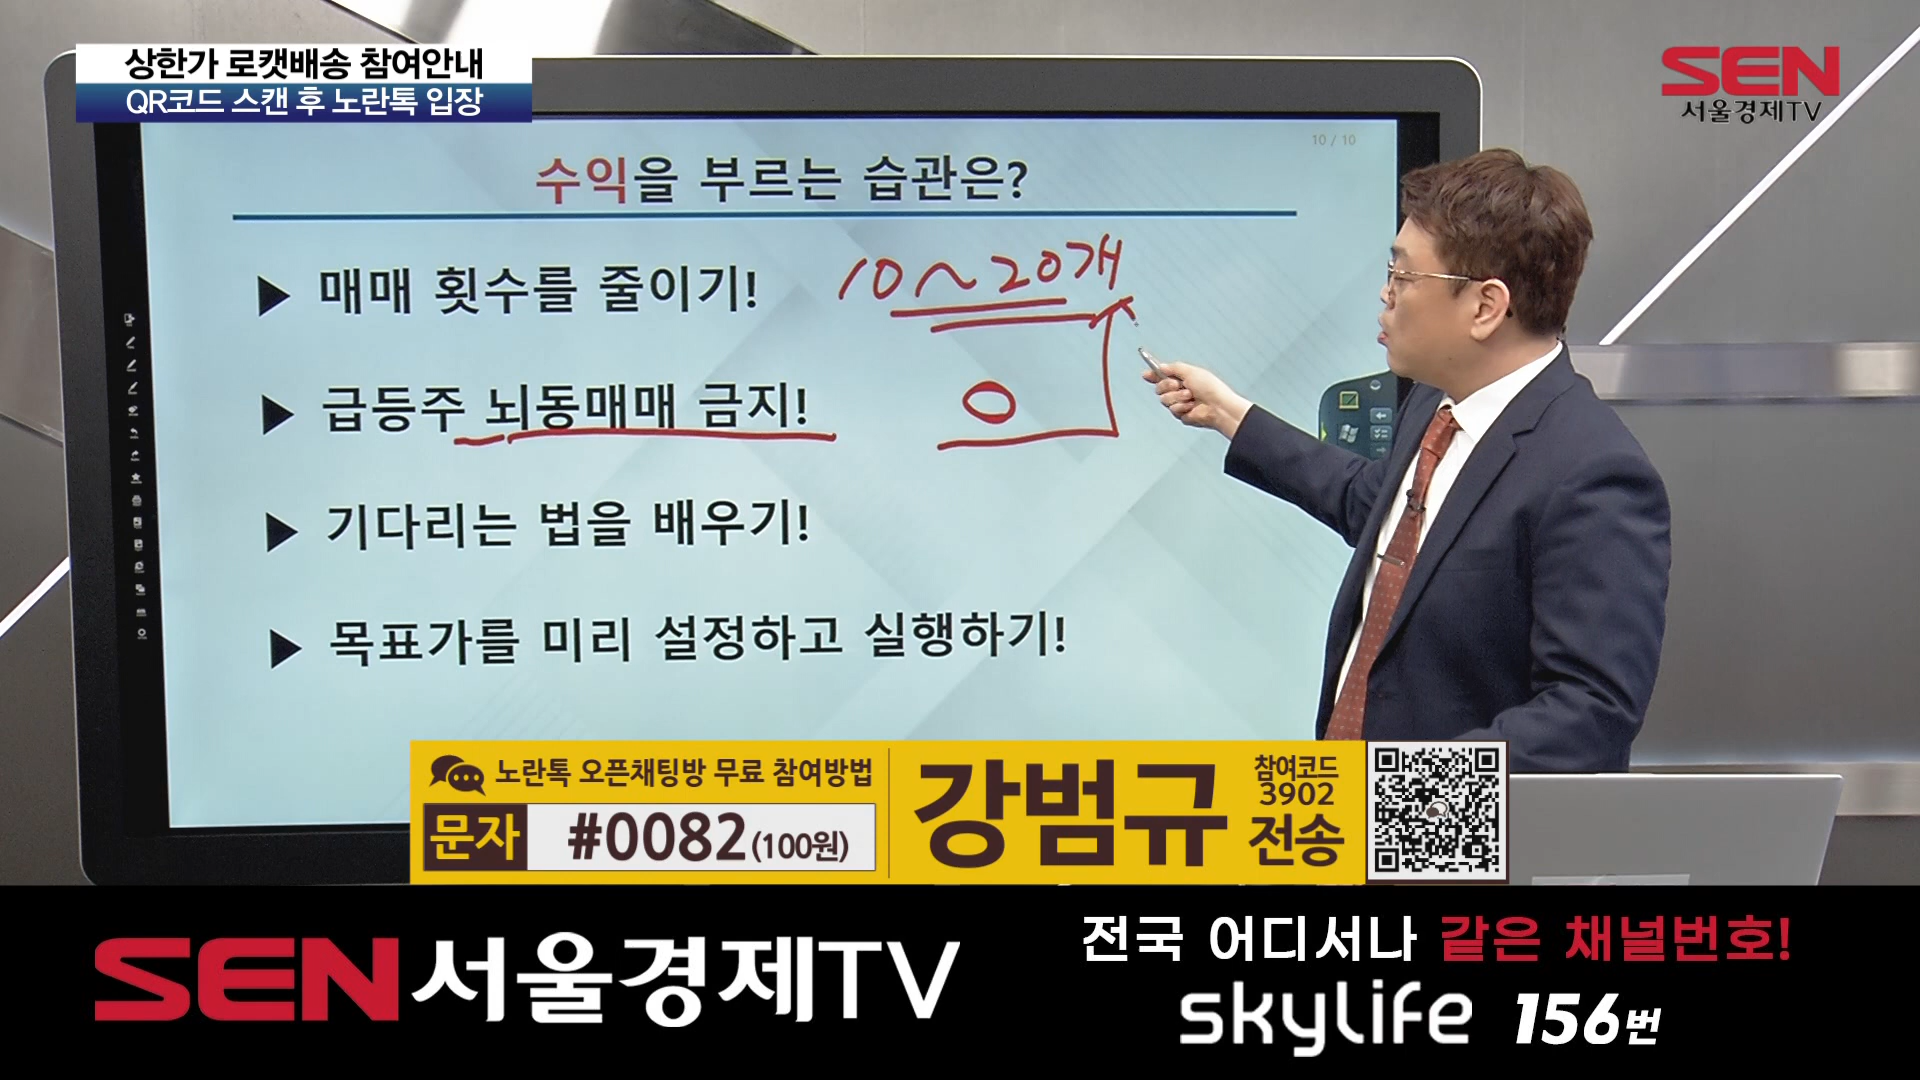 상한가 로캣배송 참여안내
QR코드 스캔 후 노란톡 입장
SEN
서울경제TV
10 / 10
수익을 부르는 습관은?
▶ 매매 횟수를 줄이기!
10~20개
▶ 급등주 뇌동매매 금지!
0
▶ 기다리는 법을 배우기!
▶ 목표가를 미리 설정하고 실행하기!
노란톡 오픈채팅방 무료 참여방법
문자 #0082(100원)
강범규
참여코드
3902
전송
SEN서울경제TV
전국 어디서나 같은 채널번호!
skylife 156번